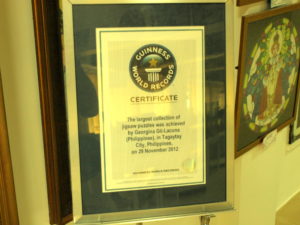 GUINNESS
WORLD RECORDS
CERTIFICATE
The largest collection of
jigsaw puzzles was achieved
by Georgina Gil-Lacuna
(Philippines), in Tagaytay
City, Philippines,
on 29 November 2012